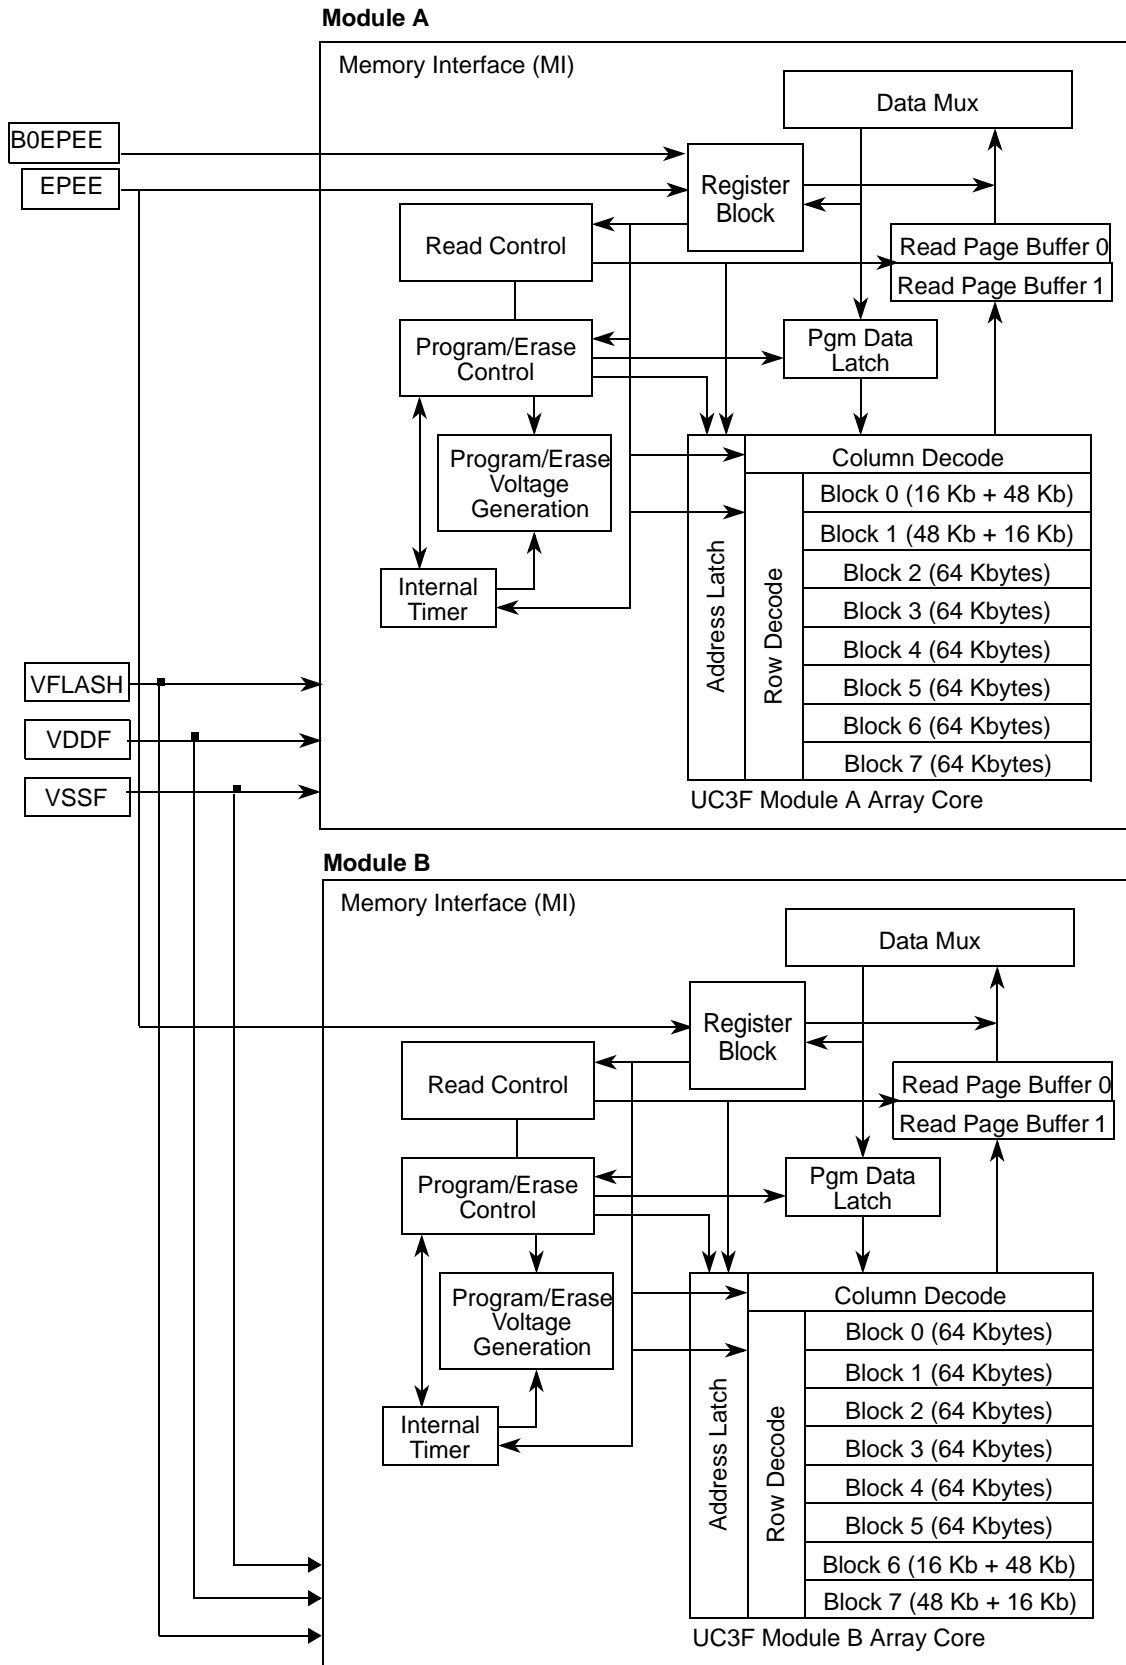 Module A
Memory Interface (MI)
Data Mux
B0EPEE
EPEE
Register
Block
Read Control
Read Page Buffer 0
Read Page Buffer 1
Program/Erase
Control
Pgm Data
Latch
Program/Erase
Voltage
Generation
Internal
Timer
Address Latch
Row Decode
Column Decode
Block 0 (16 Kb + 48 Kb)
Block 1 (48 Kb + 16 Kb)
Block 2 (64 Kbytes)
Block 3 (64 Kbytes)
Block 4 (64 Kbytes)
Block 5 (64 Kbytes)
Block 6 (64 Kbytes)
Block 7 (64 Kbytes)
VFLASH
VDDF
VSSF
UC3F Module A Array Core
Module B
Memory Interface (MI)
Data Mux
Register
Block
Read Control
Read Page Buffer 0
Read Page Buffer 1
Program/Erase
Control
Pgm Data
Latch
Program/Erase
Voltage
Generation
Internal
Timer
Address Latch
Row Decode
Column Decode
Block 0 (64 Kbytes)
Block 1 (64 Kbytes)
Block 2 (64 Kbytes)
Block 3 (64 Kbytes)
Block 4 (64 Kbytes)
Block 5 (64 Kbytes)
Block 6 (16 Kb + 48 Kb)
Block 7 (48 Kb + 16 Kb)
UC3F Module B Array Core